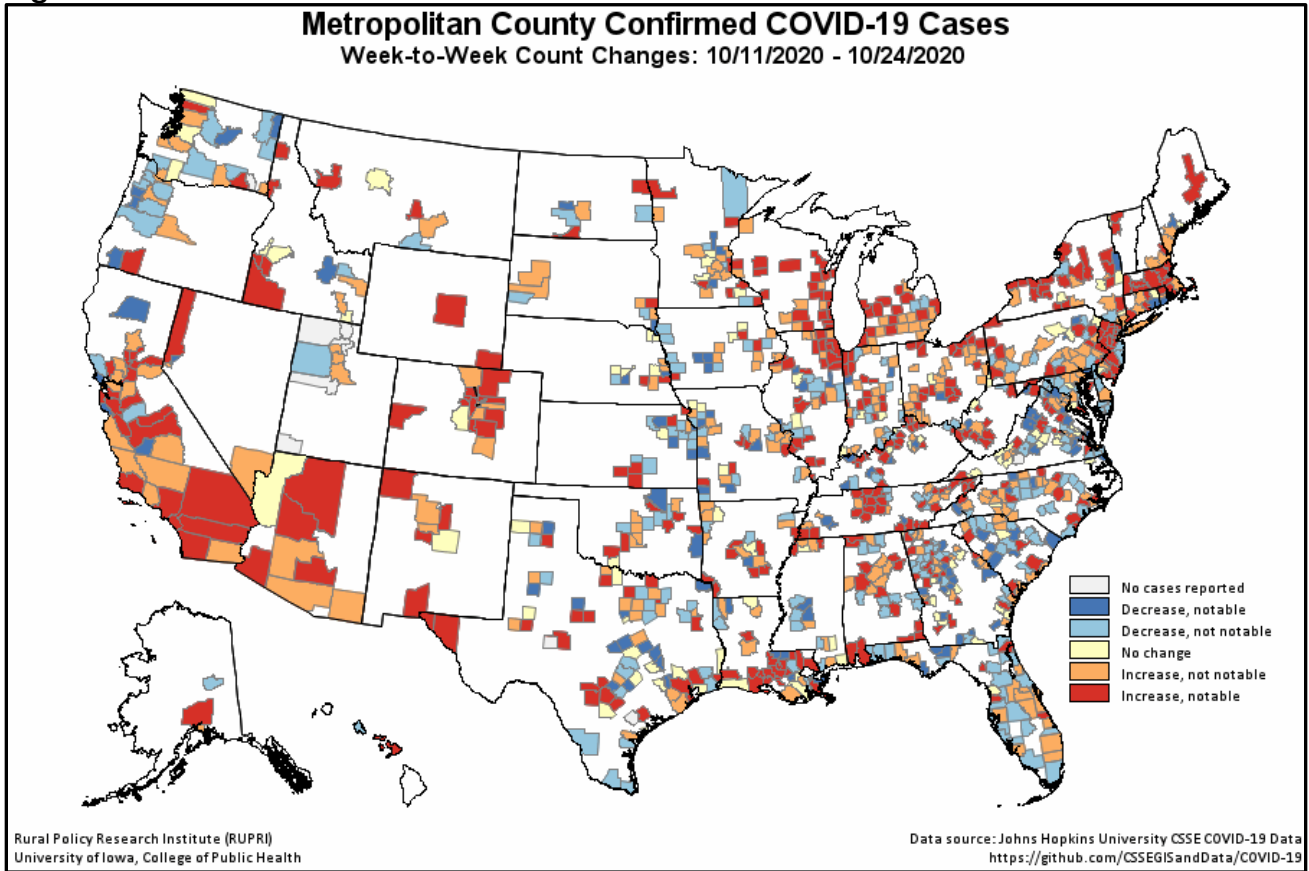 Metropolitan County Confirmed COVID-19 Cases
Week-to-Week Count Changes: 10/11/2020 - 10/24/2020
No cases reported
Decrease, notable
Decrease, not notable
No change
Increase, not notable
Increase, notable
Rural Policy Research Institute (RUPRI)
University of Iowa, College of Public Health
Data source: Johns Hopkins University CSSE COVID-19 Data
https://github.com/CSSEGISandData/COVID-19